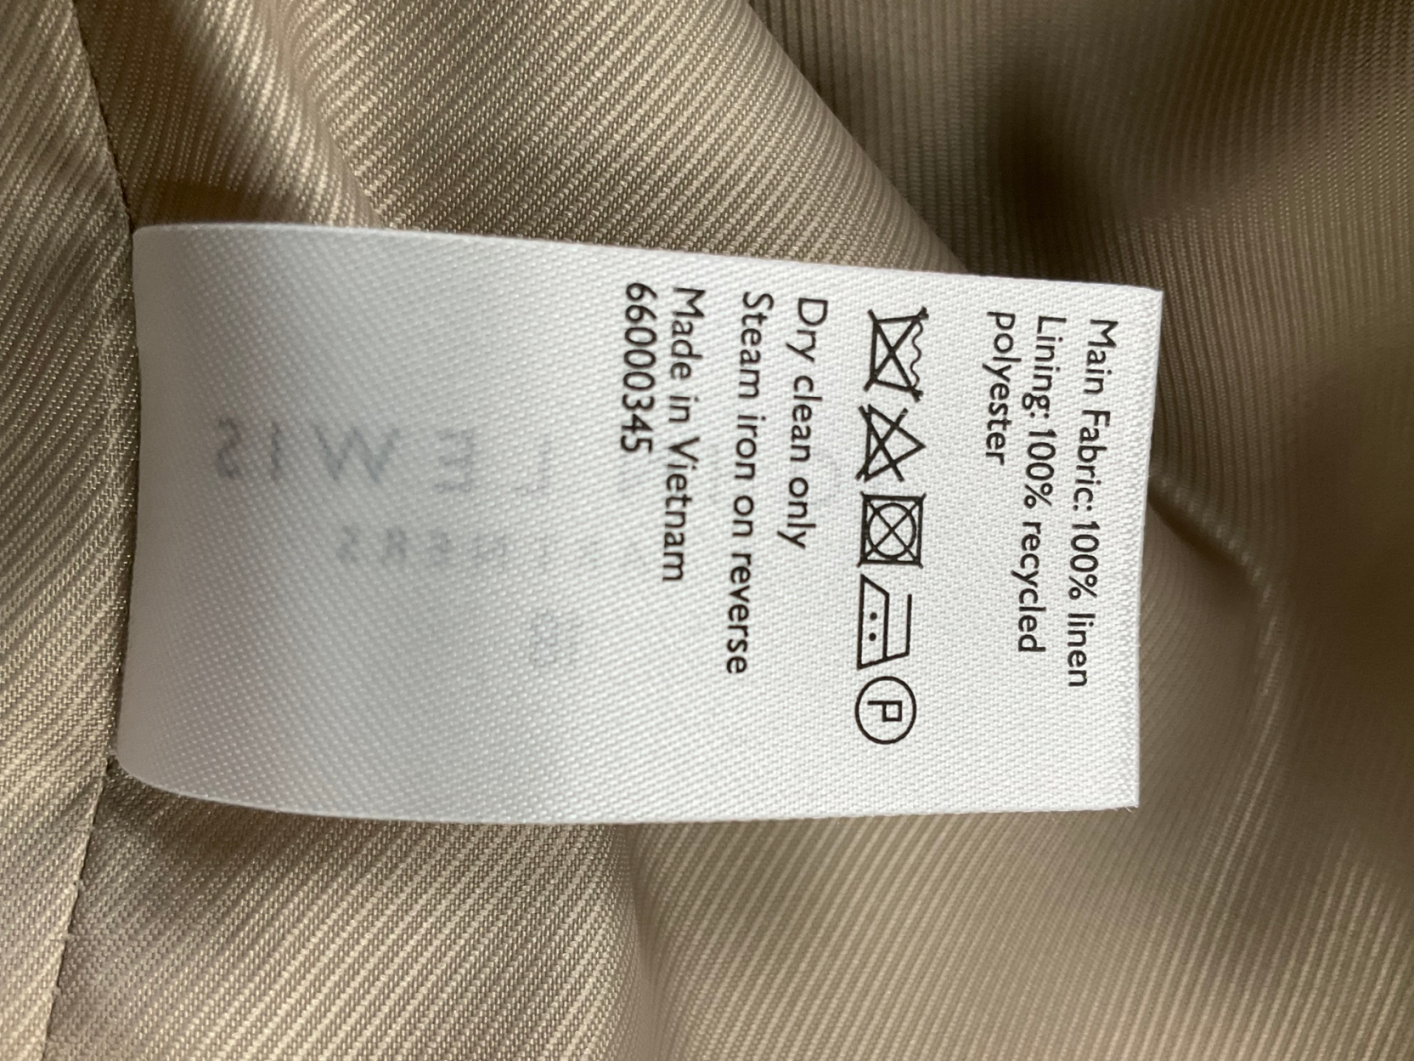 Main Fabric: 100% linen
Lining: 100% recycled
polyester
P
Dry clean only
Steam iron on reverse
Made in Vietnam
66000345
LEWIS